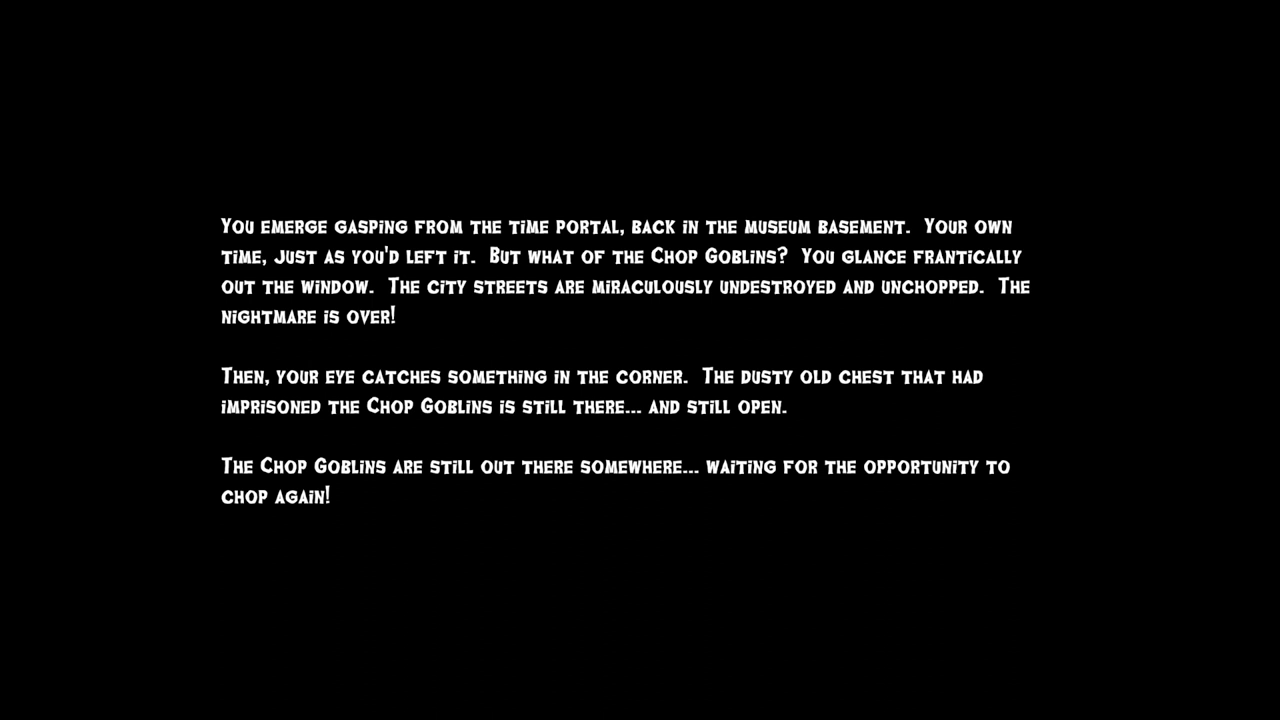 You emerge gasping from the time portal, back in the museum basement.  Your own
time, just as you'd left it.  But what of the Chop Goblins?  You glance frantically
out the window.  The city streets are miraculously undestroyed and unchopped.  The
nightmare is over!
Then, your eye catches something in the corner.  The dusty old chest that had
imprisoned the Chop Goblins is still there... and still open.
The Chop Goblins are still out there somewhere... waiting for the opportunity to
chop again!